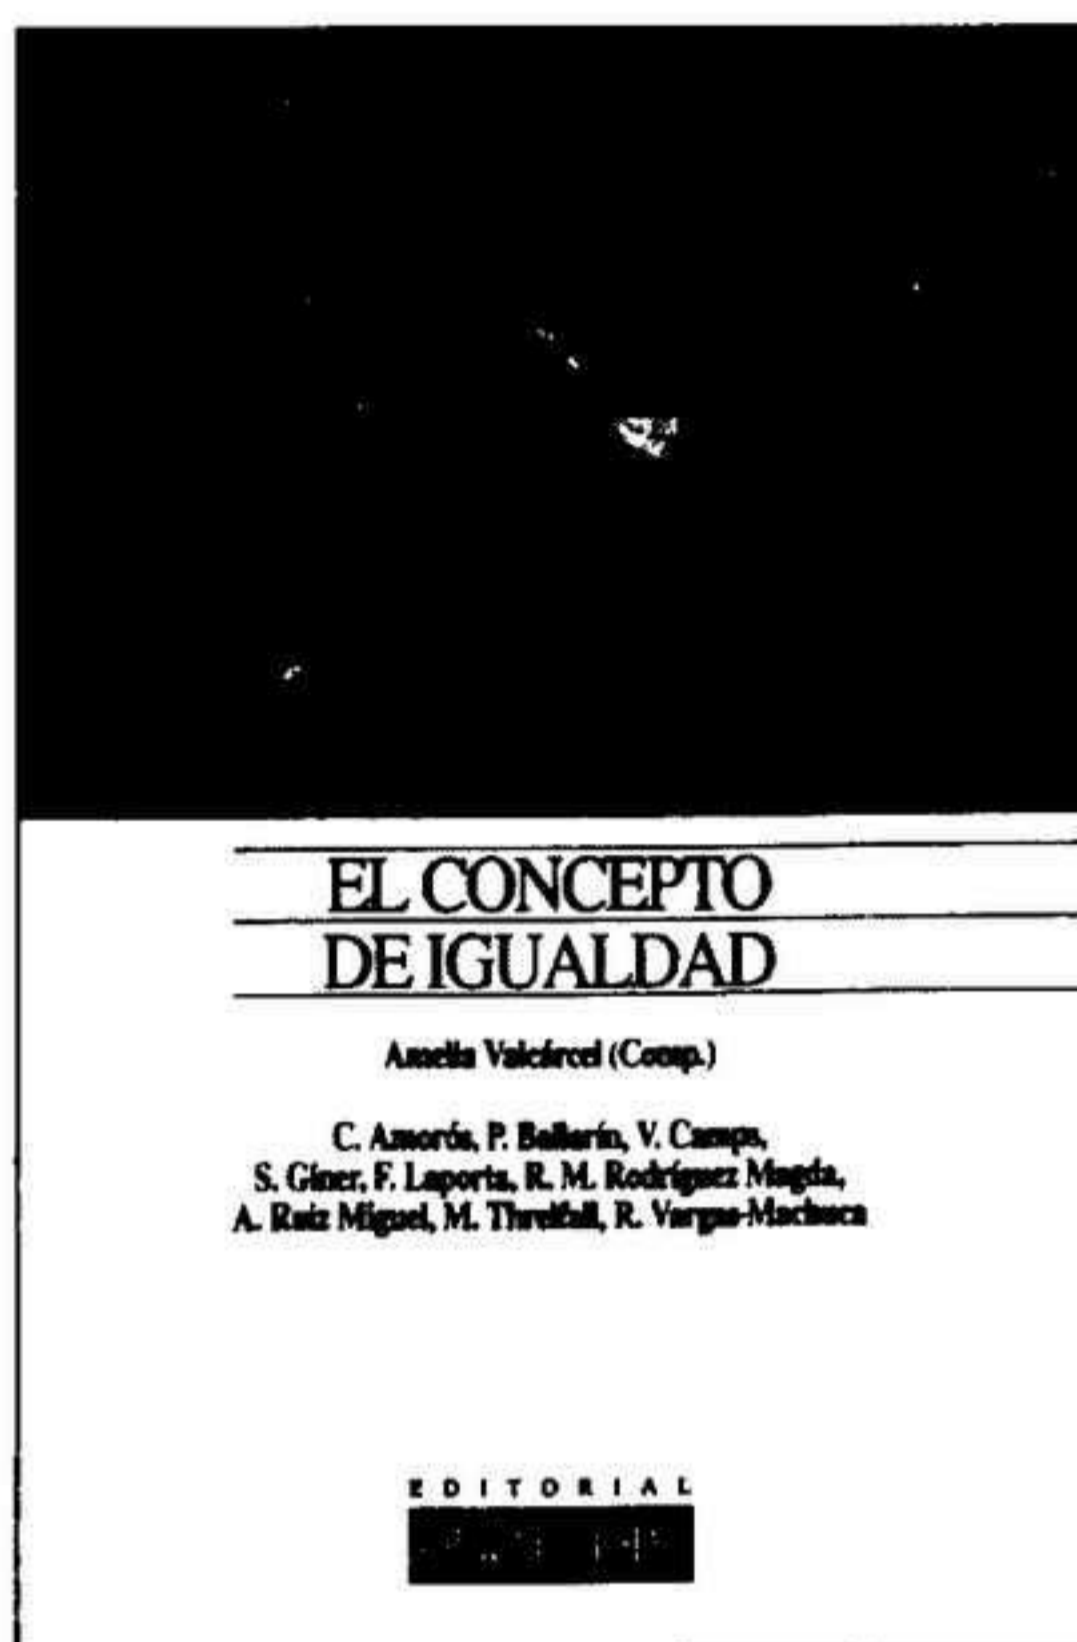 EL CONCEPTO
DE IGUALDAD
Amelia Valcárcel (Comp.)
C. Amorós, P. Ballarín, V. Camps,
S. Giner, F. Laporta, R. M. Rodríguez Magda,
A. Ruiz Miguel, M. Threlfall, R. Vargas-Machuca
EDITORIAL